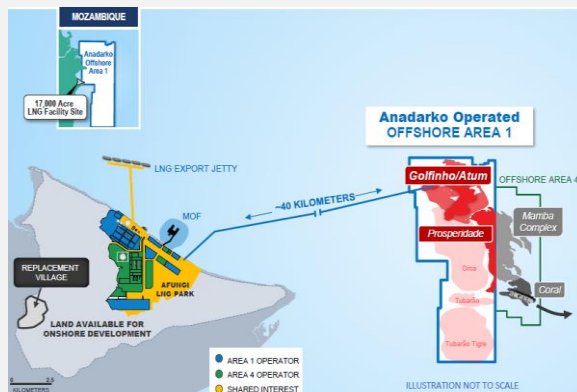 MOZAMBIQUE
Anadarko
Offshore
Area 1
17,000 Acre
LNG Facility Site
Anadarko Operated
OFFSHORE AREA 1
LNG EXPORT JETTY
~40 KILOMETERS
Golfinho/Atum
OFFSHORE AREA 4
MOF
Mamba
Complex
Prosperidade
Orca
AFUNGI
LNG PARK
REPLACEMENT
VILLAGE
Coral
Tubarão
LAND AVAILABLE FOR
ONSHORE DEVELOPMENT
Tubarão Tigre
AREA 1 OPERATOR
AREA 4 OPERATOR
SHARED INTEREST
0 2.5
KILOMETERS
ILLUSTRATION NOT TO SCALE